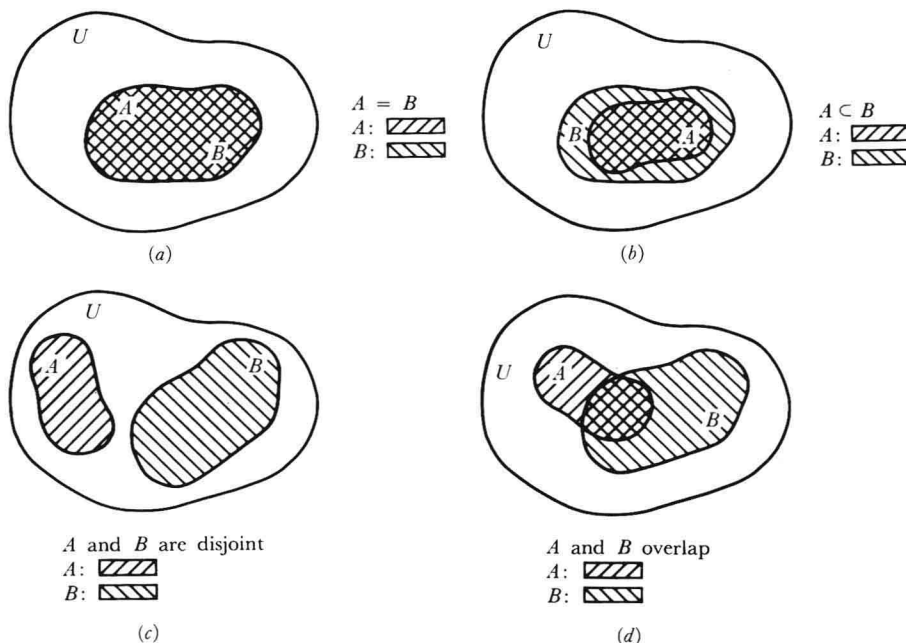 U
A
B
A = B
A:
B:
(a)
U
B
A
A ⊂ B
A:
B:
(b)
U
A
B
A and B are disjoint
A:
B:
(c)
U
A
B
A and B overlap
A:
B:
(d)